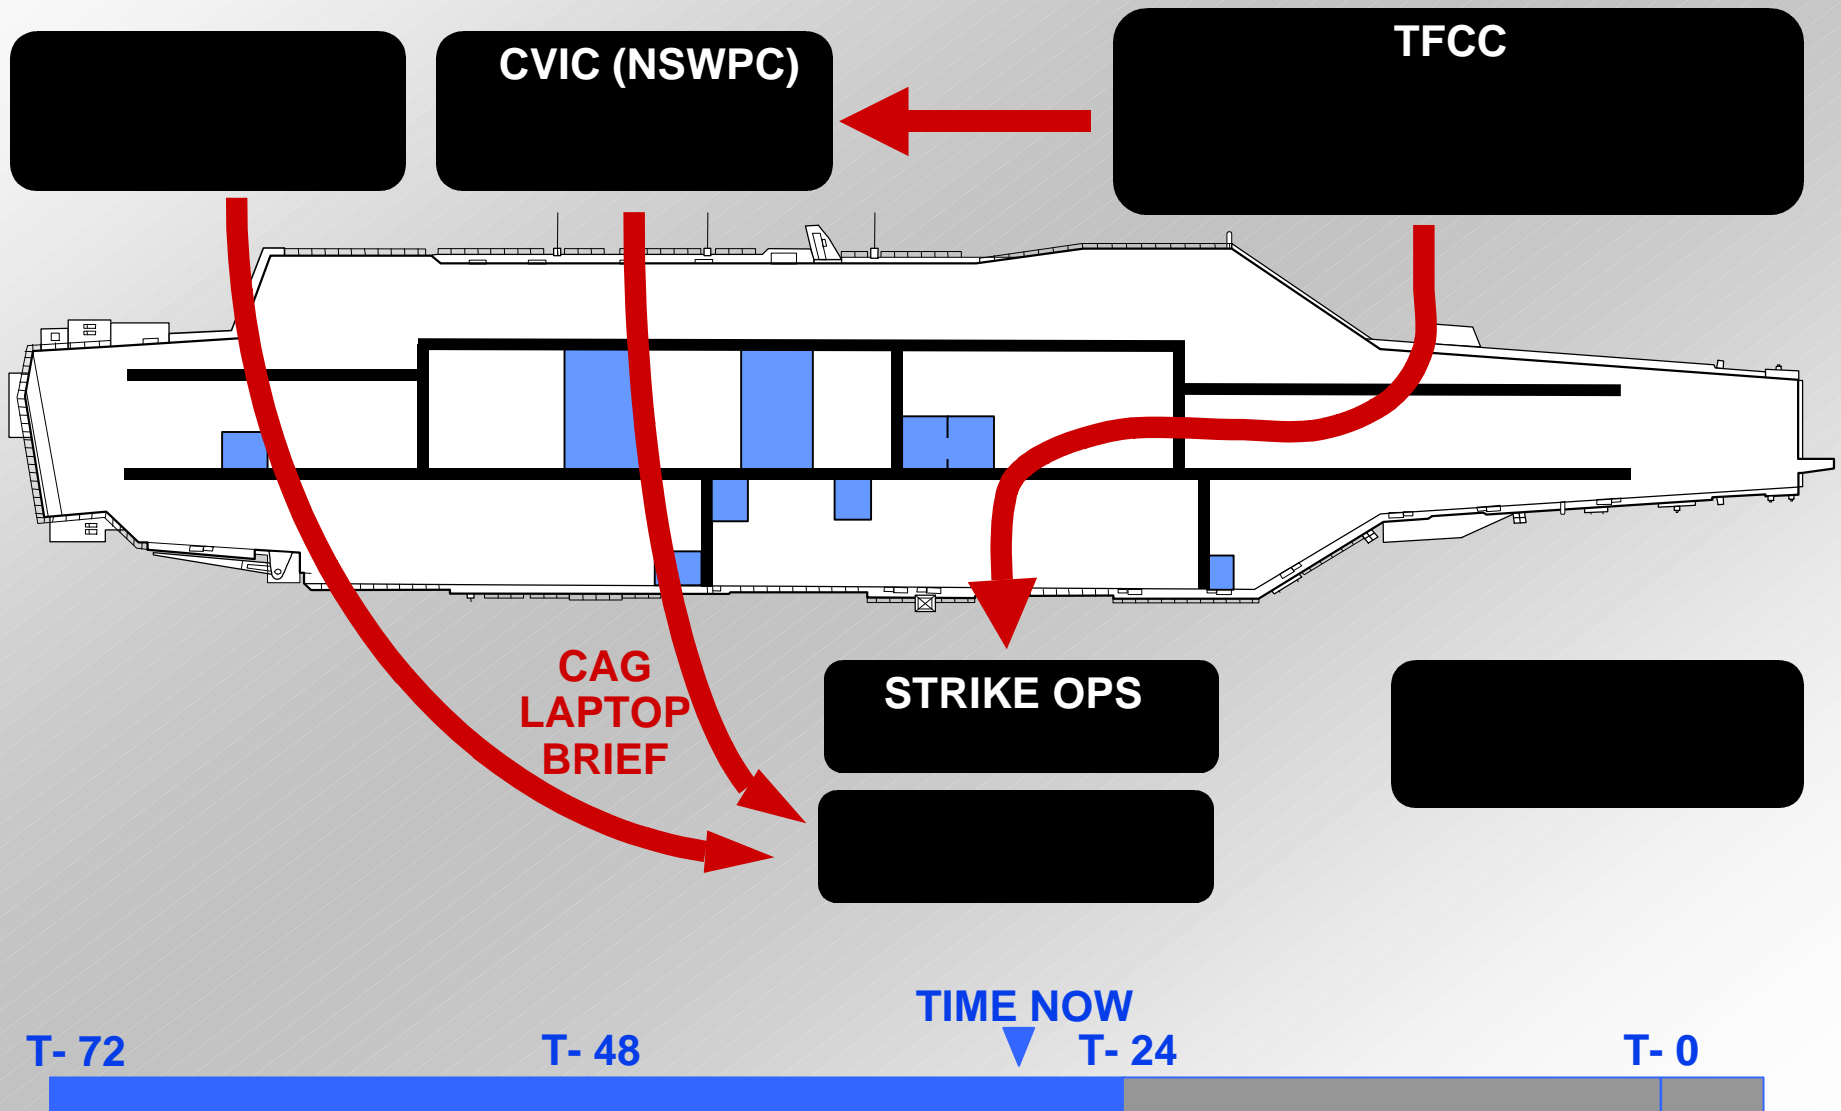 CVIC (NSWPC)
TFCC
CAG
LAPTOP
BRIEF
STRIKE OPS
TIME NOW
T- 72
T- 48
T- 24
T- 0